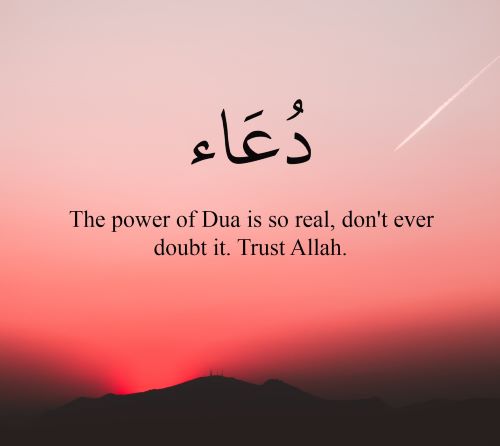 دُعَاء
The power of Dua is so real, don't ever
doubt it. Trust Allah.